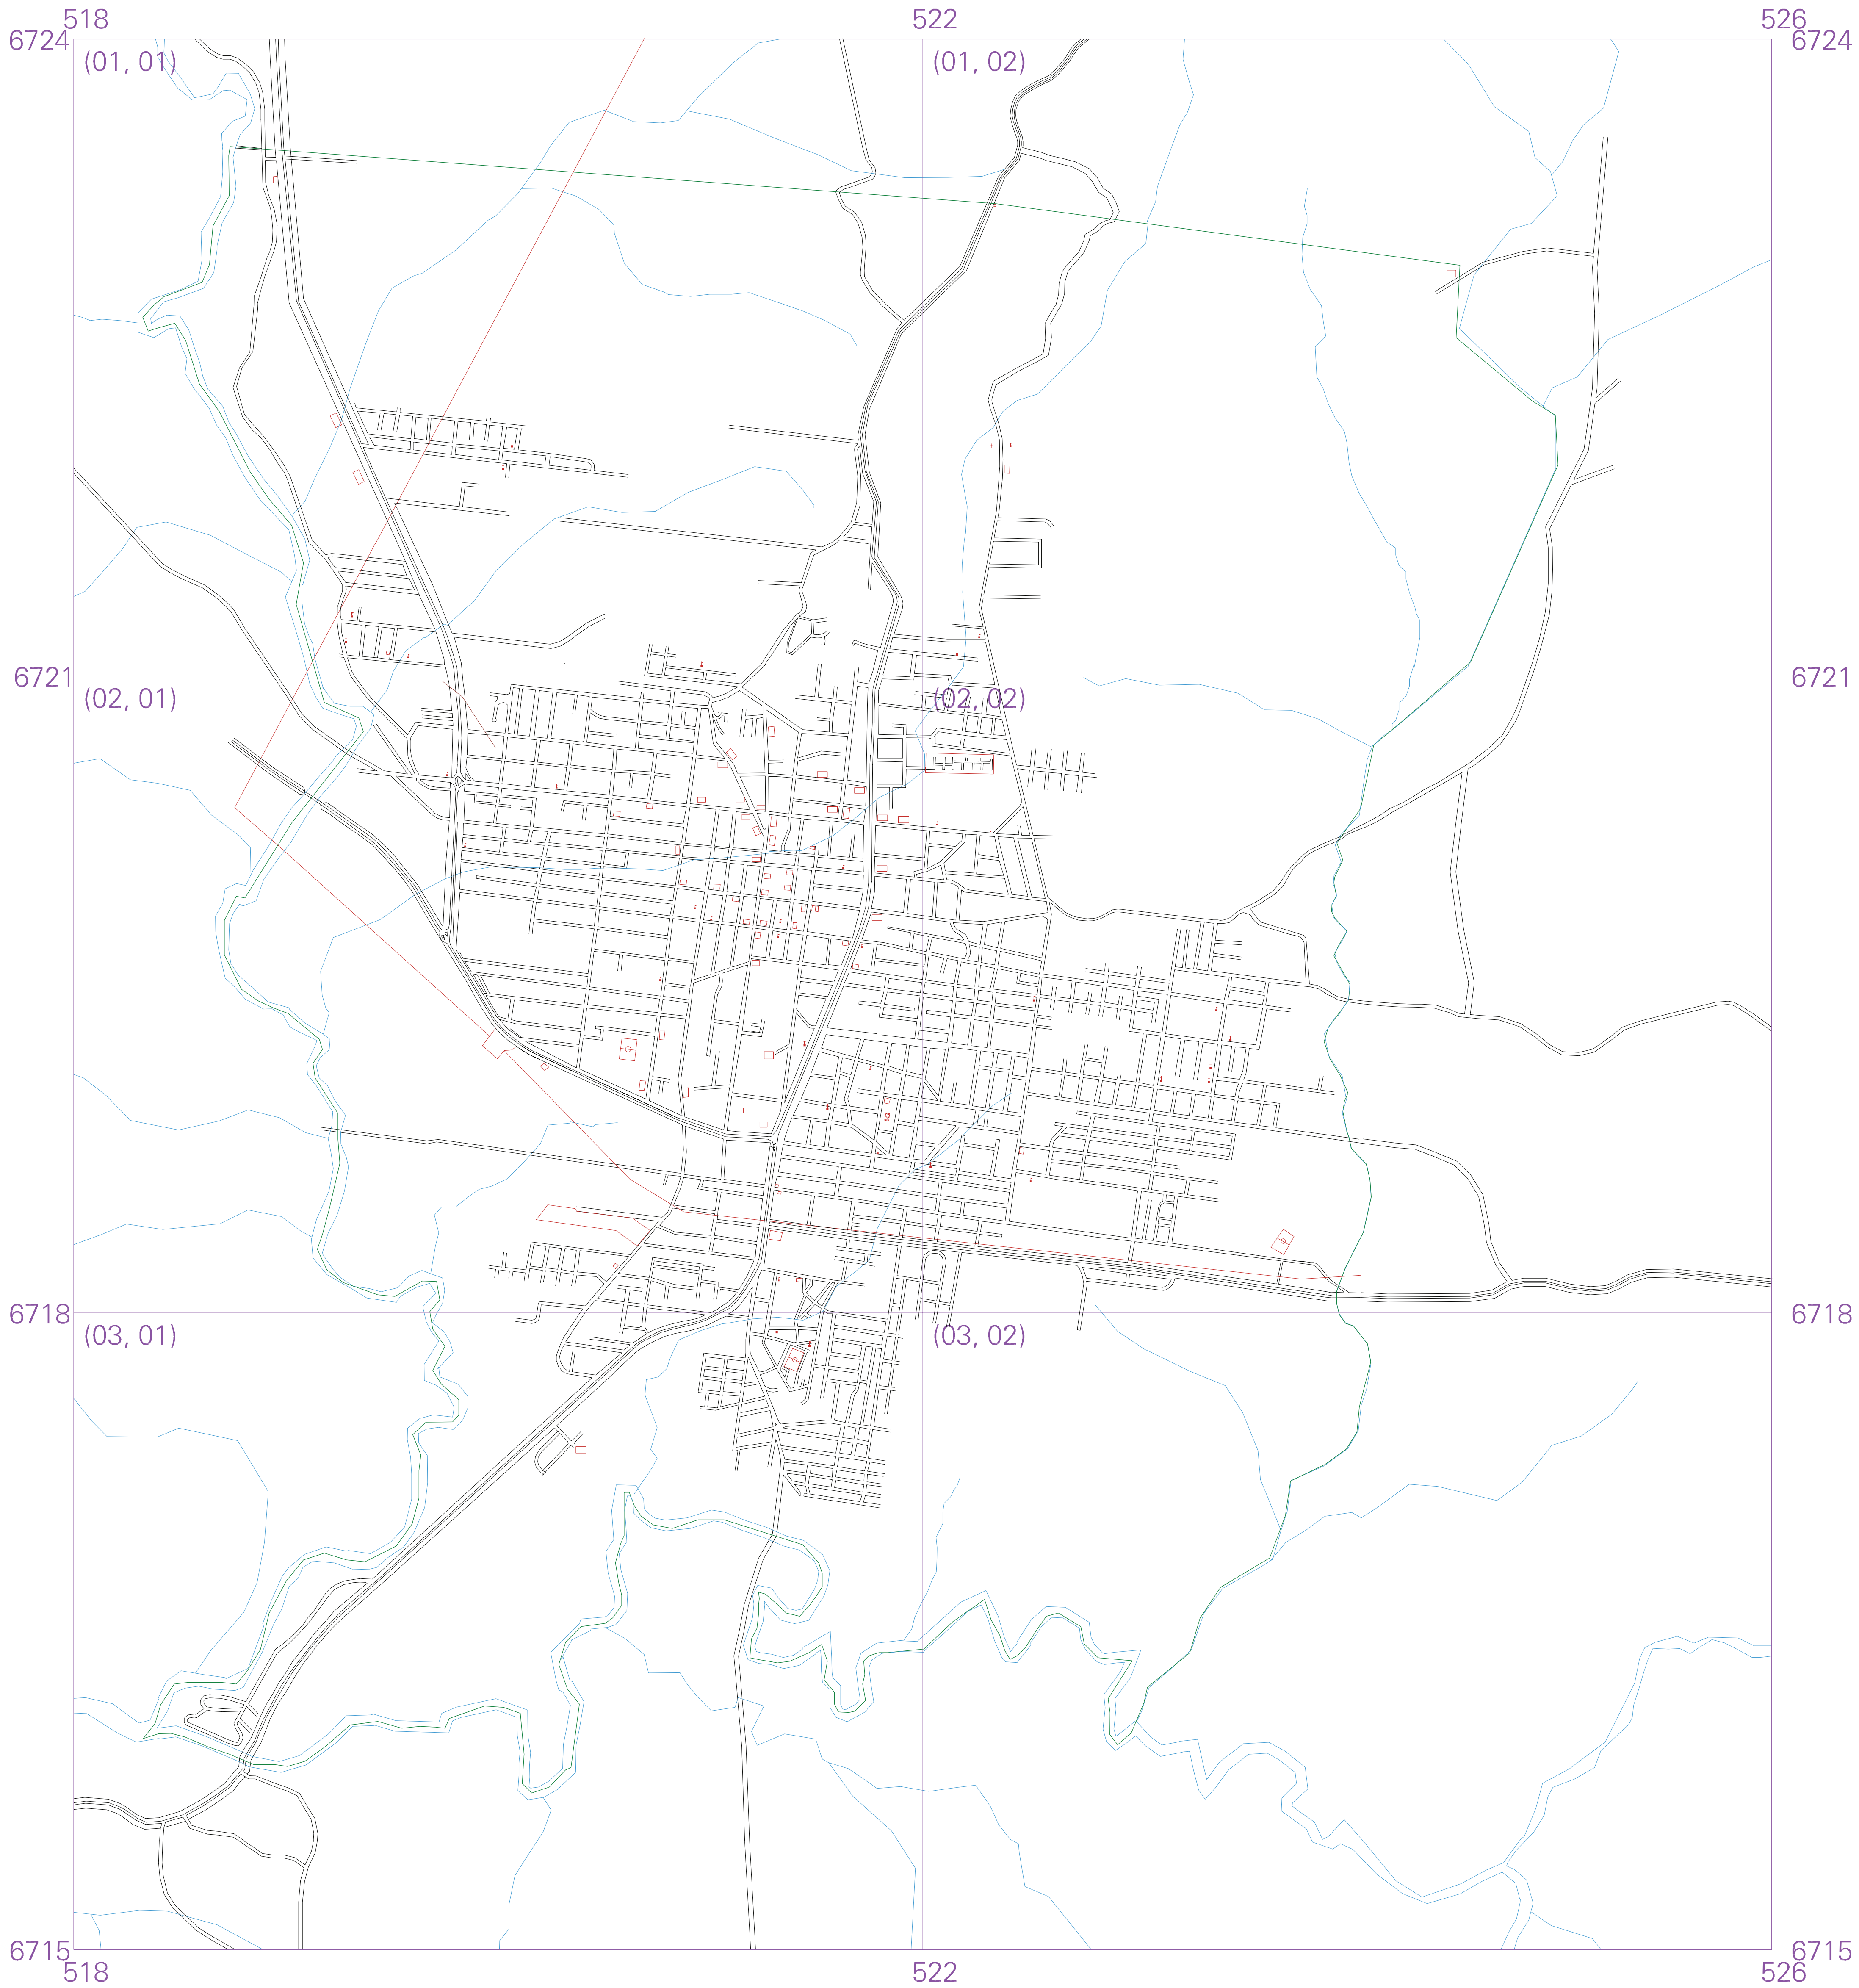 518 522 526
6724 6724
(01, 01) (01, 02)
6721 6721
(02, 01) (02, 02)
6718 6718
(03, 01) (03, 02)
6715 6715
518 522 526